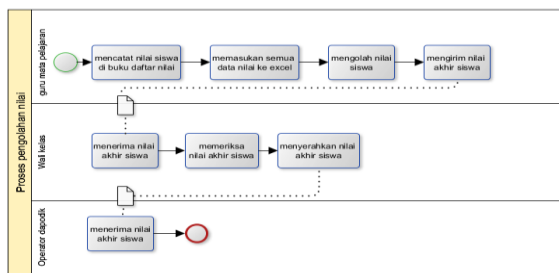 Proses pengolahan nilai
guru mata pelajaran
mencatat nilai siswa
di buku daftar nilai
memasukan semua
data nilai ke excel
mengolah nilai
siswa
mengirim nilai
akhir siswa
Wali kelas
menerima nilai
akhir siswa
memeriksa
nilai akhir siswa
menyerahkan nilai
akhir siswa
Operator dapodik
menerima nilai
akhir siswa